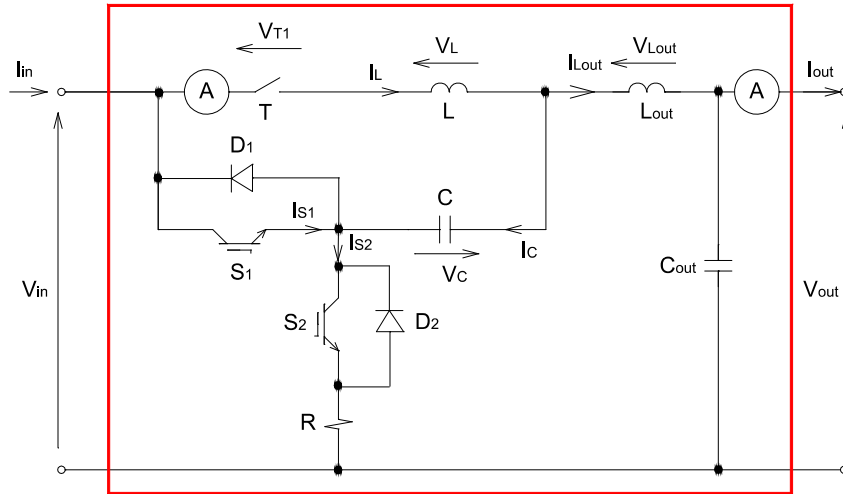 VT1
Iin
A
T
IL
VL
L
ILout
VLout
Lout
A
Iout
D1
IS1
S1
C
VC
IC
IS2
S2
D2
R
Cout
Vin
Vout